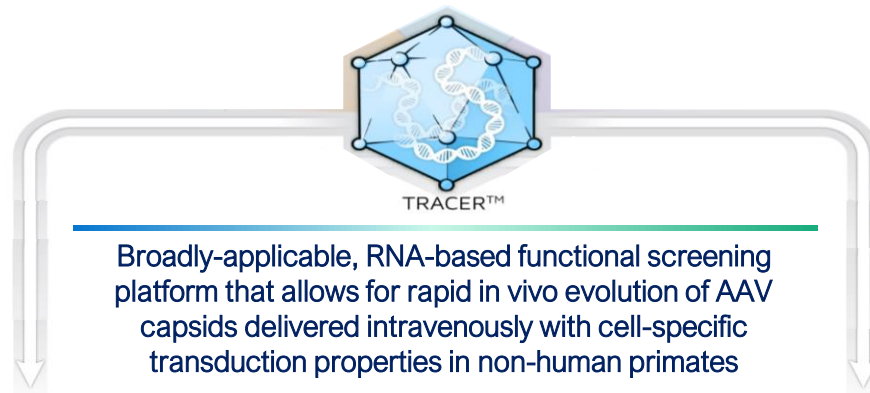 TRACER™
Broadly-applicable, RNA-based functional screening
platform that allows for rapid in vivo evolution of AAV
capsids delivered intravenously with cell-specific
transduction properties in non-human primates